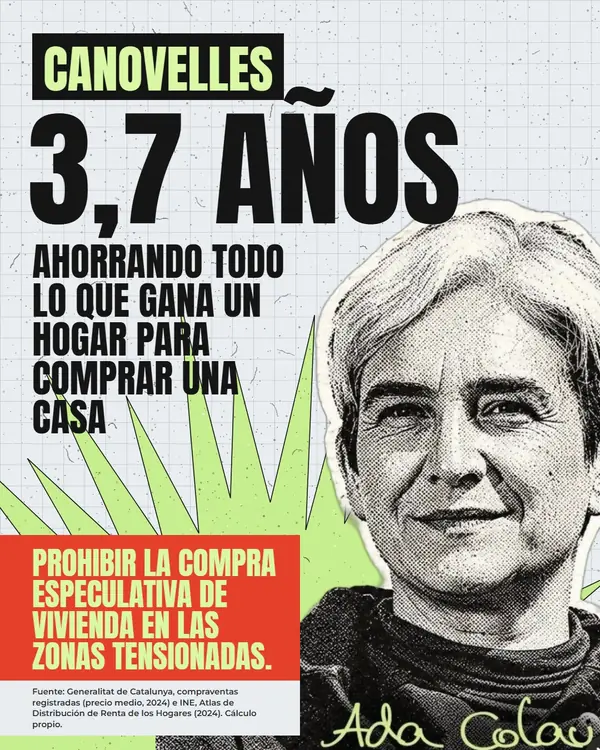 CANOVELLES
3,7 AÑOS
AHORRANDO TODO
LO QUE GANA UN
HOGAR PARA
COMPRAR UNA
CASA
PROHIBIR LA COMPRA
ESPECULATIVA DE
VIVIENDA EN LAS
ZONAS TENSIONADAS.
Fuente: Generalitat de Catalunya, compraventas
registradas (precio medio, 2024) e INE, Atlas de
Distribución de Renta de los Hogares (2024). Cálculo
propio.
Ada Colau